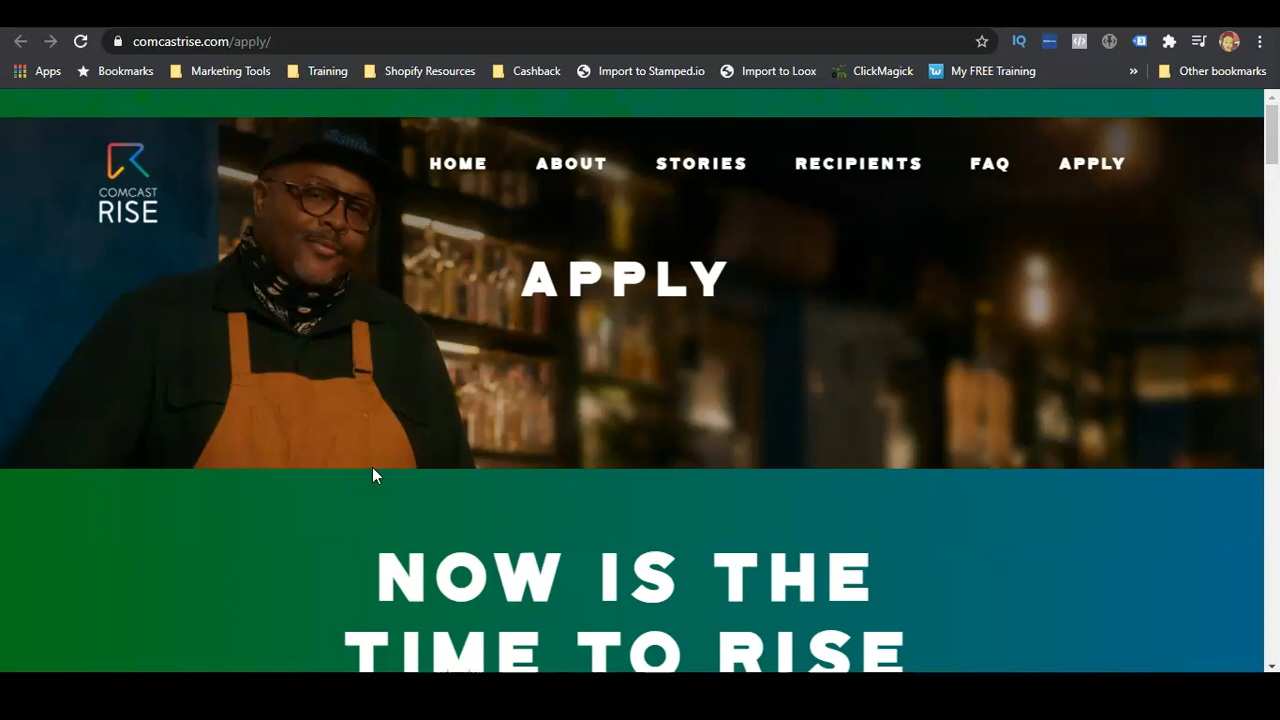 comcastrise.com/apply/
IQ
Apps Bookmarks Marketing Tools Training Shopify Resources Cashback Import to Stamped.io Import to Loox ClickMagick My FREE Training » Other bookmarks
COMCAST
RISE
HOME ABOUT STORIES RECIPIENTS FAQ APPLY
APPLY
NOW IS THE
TIME TO RISE